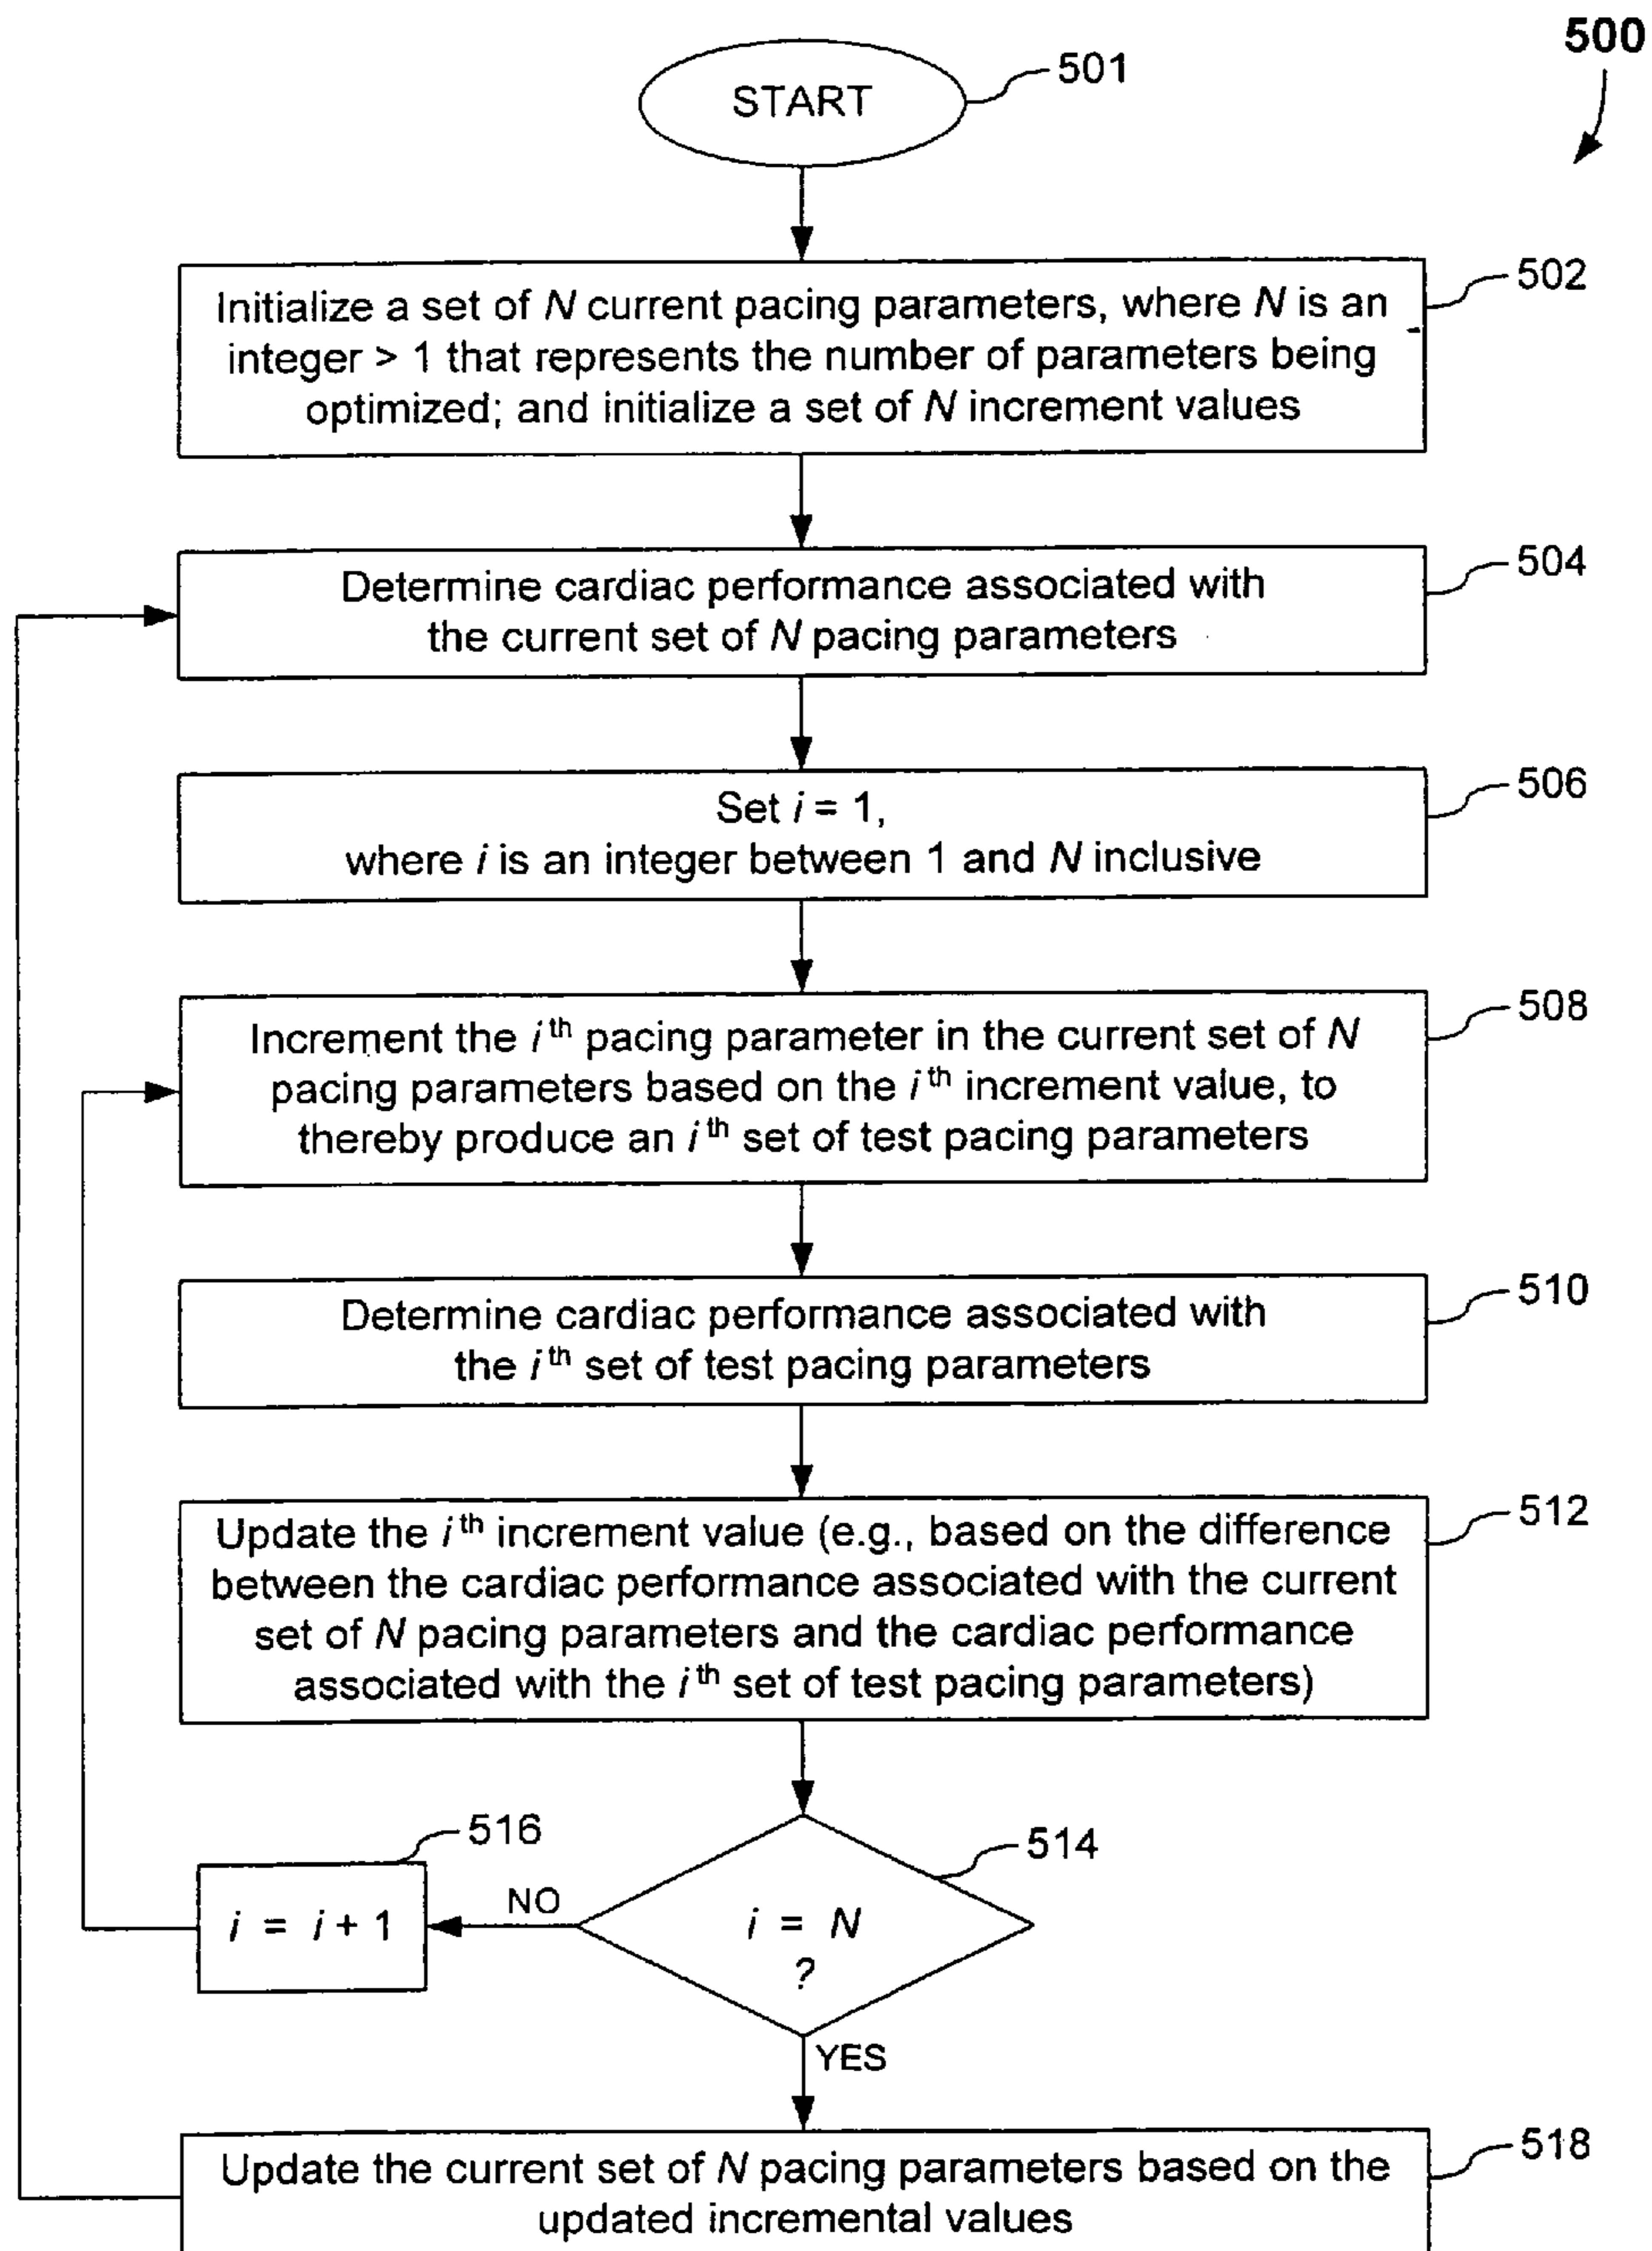 500
START
501
Initialize a set of N current pacing parameters, where N is an
integer > 1 that represents the number of parameters being
optimized; and initialize a set of N increment values
502
Determine cardiac performance associated with
the current set of N pacing parameters
504
Set i = 1,
where i is an integer between 1 and N inclusive
506
Increment the i th pacing parameter in the current set of N
pacing parameters based on the i th increment value, to
thereby produce an i th set of test pacing parameters
508
Determine cardiac performance associated with
the i th set of test pacing parameters
510
Update the i th increment value (e.g., based on the difference
between the cardiac performance associated with the current
set of N pacing parameters and the cardiac performance
associated with the i th set of test pacing parameters)
512
516
i = i + 1
NO
514
i = N
?
YES
Update the current set of N pacing parameters based on the
updated incremental values
518